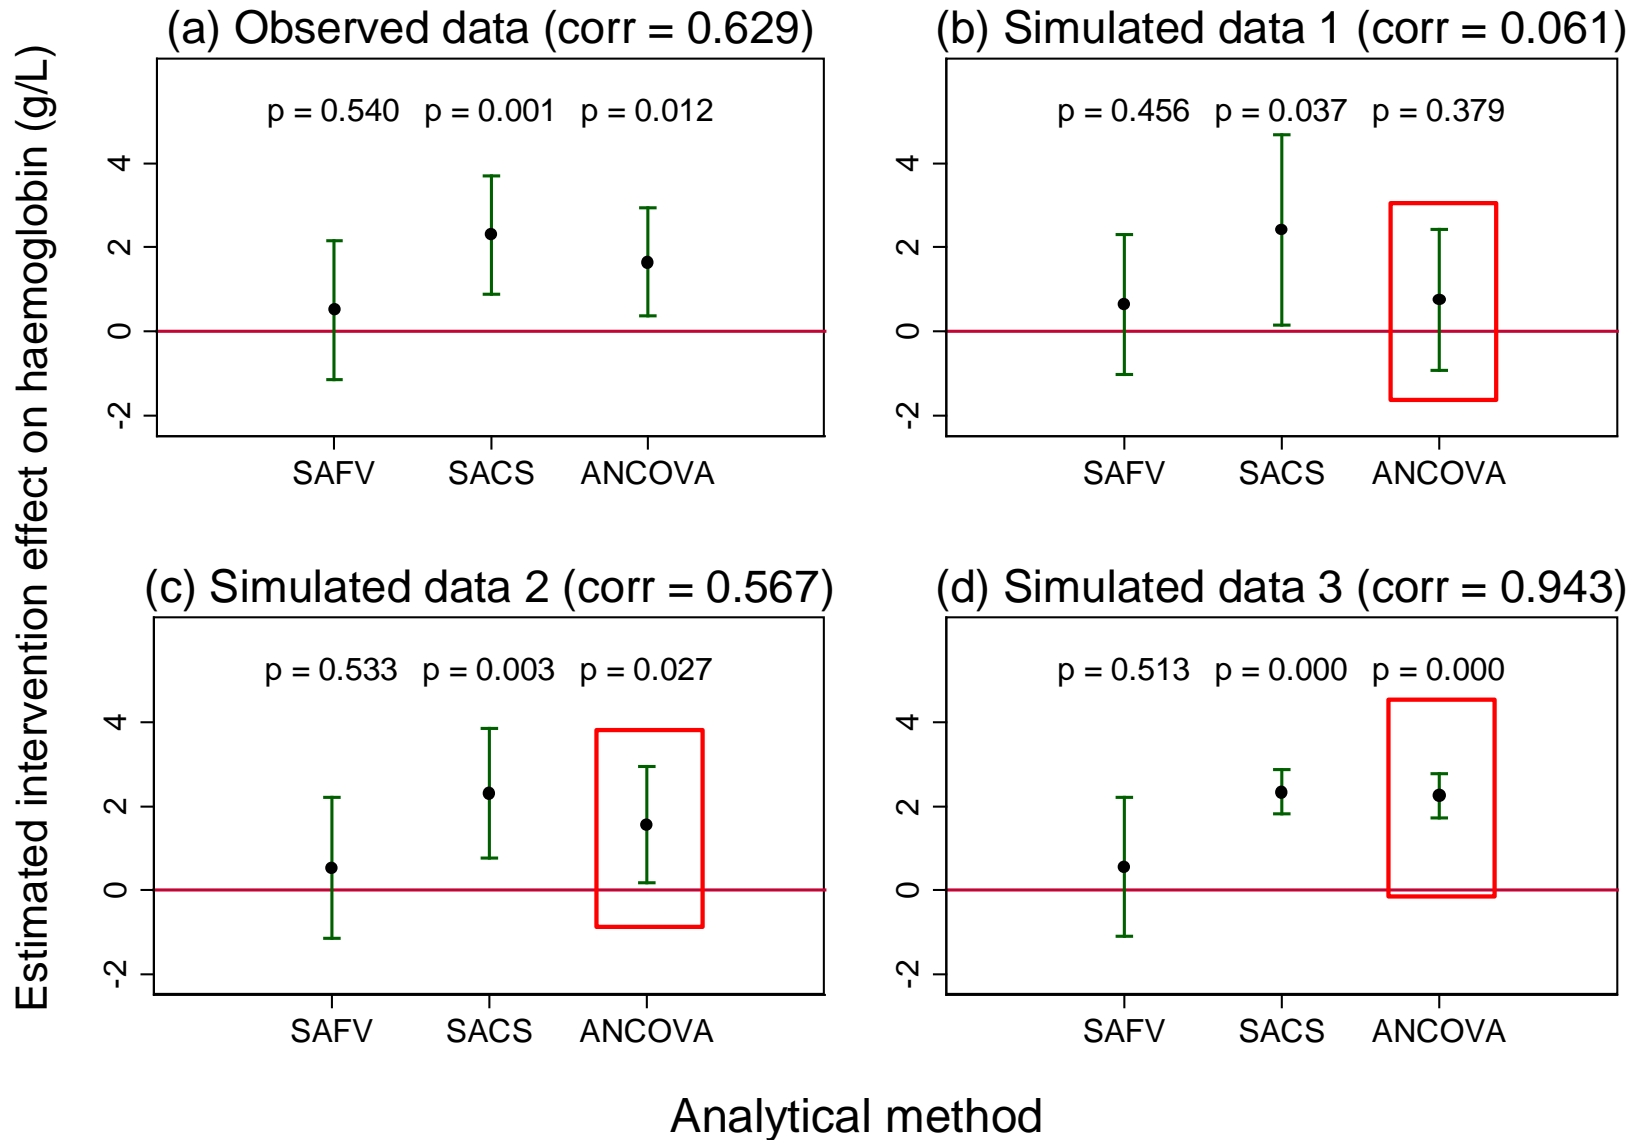 Estimated intervention effect on haemoglobin (g/L)
(a) Observed data (corr = 0.629)
p = 0.540 p = 0.001 p = 0.012
4
2
0
-2
SAFV SACS ANCOVA
(b) Simulated data 1 (corr = 0.061)
p = 0.456 p = 0.037 p = 0.379
4
2
0
-2
SAFV SACS ANCOVA
(c) Simulated data 2 (corr = 0.567)
p = 0.533 p = 0.003 p = 0.027
4
2
0
-2
SAFV SACS ANCOVA
(d) Simulated data 3 (corr = 0.943)
p = 0.513 p = 0.000 p = 0.000
4
2
0
-2
SAFV SACS ANCOVA
Analytical method